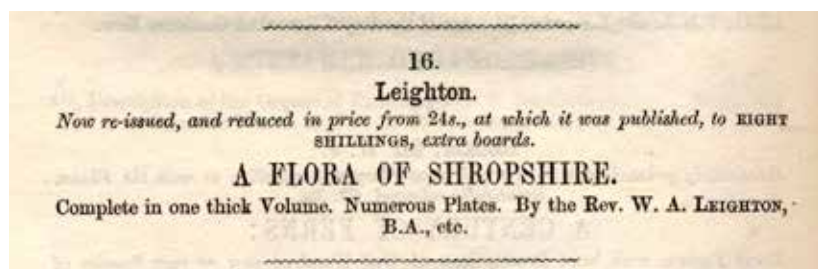 16.
Leighton.
Now re-issued, and reduced in price from 24s., at which it was published, to EIGHT
SHILLINGS, extra boards.
A FLORA OF SHROPSHIRE.
Complete in one thick Volume. Numerous Plates. By the Rev. W. A. LEIGHTON,
B.A., etc.